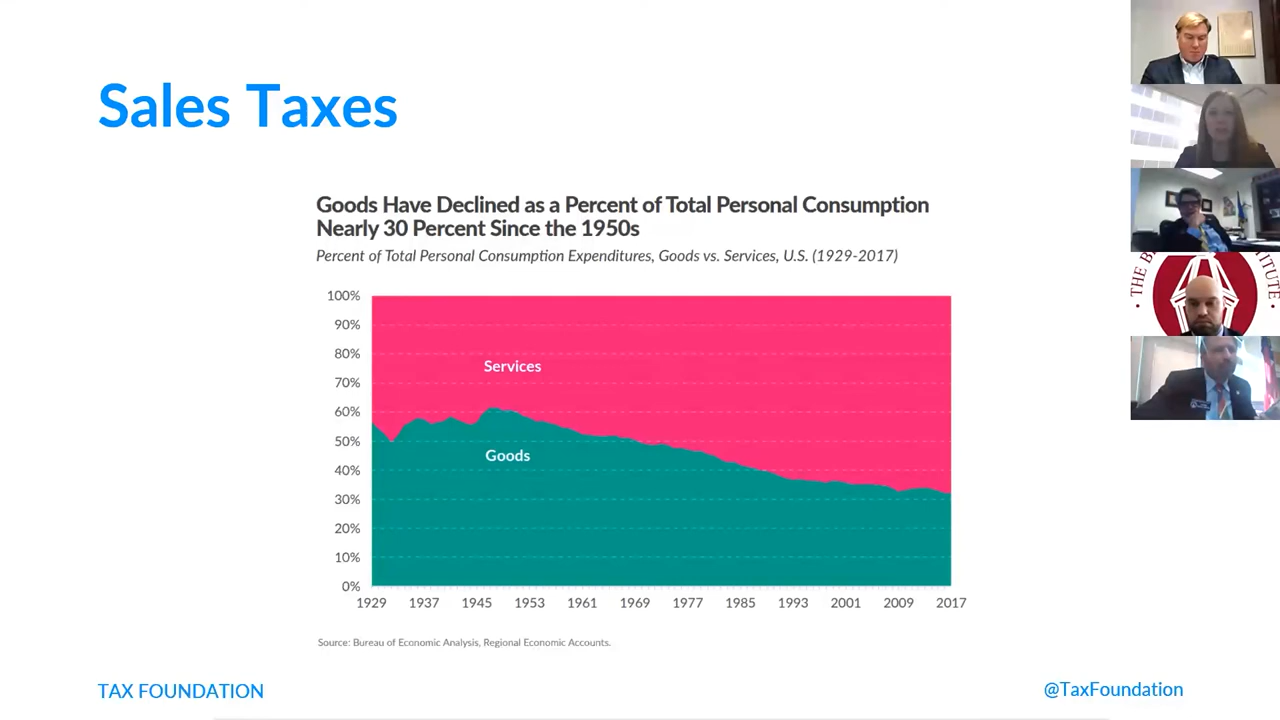 Sales Taxes
Goods Have Declined as a Percent of Total Personal Consumption
Nearly 30 Percent Since the 1950s
Percent of Total Personal Consumption Expenditures, Goods vs. Services, U.S. (1929-2017)
100%
90%
80%
70%
60%
50%
40%
30%
20%
10%
0%
Services
Goods
1929 1937 1945 1953 1961 1969 1977 1985 1993 2001 2009 2017
Source: Bureau of Economic Analysis, Regional Economic Accounts.
TAX FOUNDATION
@TaxFoundation
THE